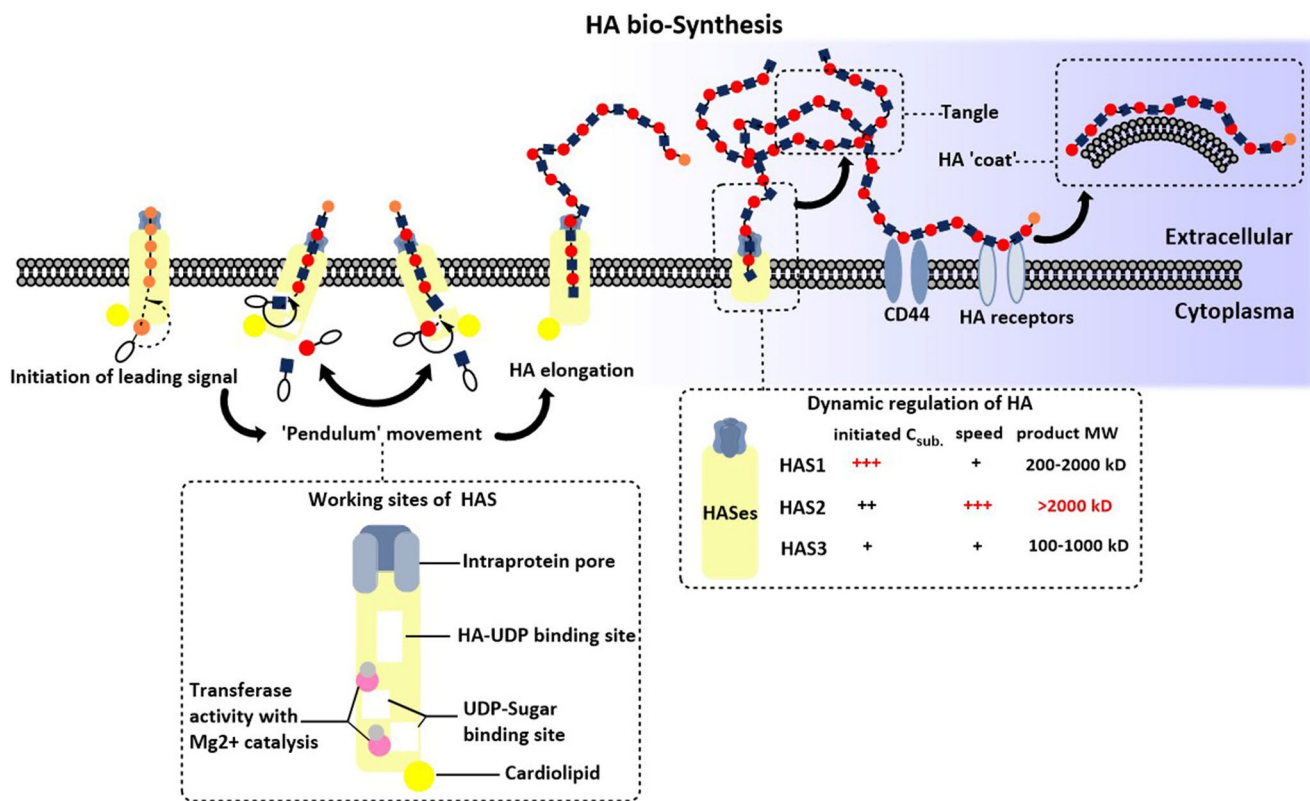 HA bio-Synthesis
Tangle
HA 'coat'
Extracellular
Cytoplasma
CD44
HA receptors
Initiation of leading signal
HA elongation
'Pendulum' movement
Working sites of HAS
Intraprotein pore
HA-UDP binding site
Transferase
activity with
Mg2+ catalysis
UDP-Sugar
binding site
Cardiolipid
Dynamic regulation of HA
initiated Csub. speed product MW
HAS1 +++ + 200-2000 kD
HAS2 ++ +++ >2000 kD
HAS3 + + 100-1000 kD
HASes